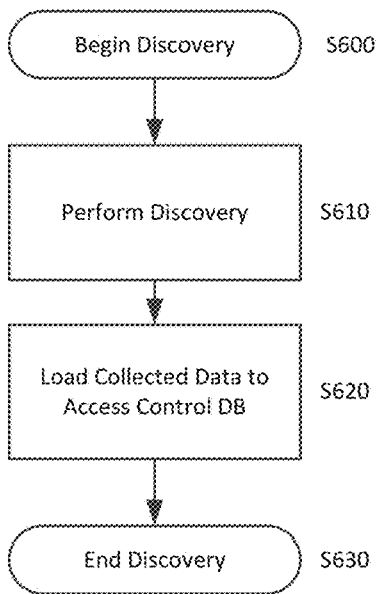 Begin Discovery S600
Perform Discovery S610
Load Collected Data to
Access Control DB S620
End Discovery S630